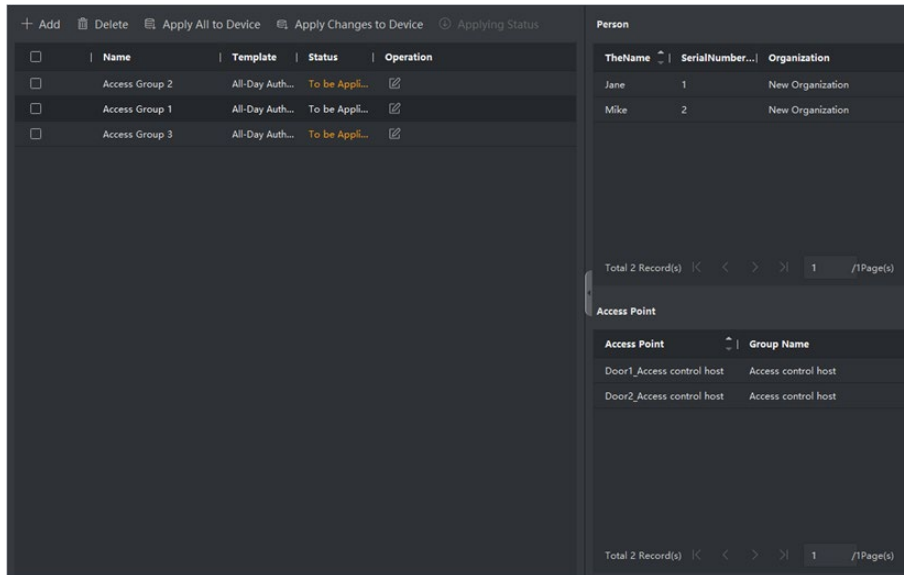 Add Delete Apply All to Device Apply Changes to Device Applying Status
Name | Template | Status | Operation
Access Group 2 All-Day Auth... To be Appli...
Access Group 1 All-Day Auth... To be Appli...
Access Group 3 All-Day Auth... To be Appli...
Person
TheName | SerialNumber...| Organization
Jane 1 New Organization
Mike 2 New Organization
Total 2 Record(s) 1 /1Page(s)
Access Point
Access Point | Group Name
Door1_Access control host Access control host
Door2_Access control host Access control host
Total 2 Record(s) 1 /1Page(s)